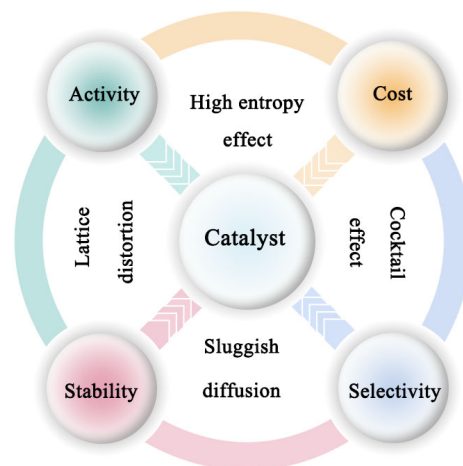 Activity
High entropy
effect
Cost
Lattice
distortion
Catalyst
Cocktail
effect
Stability
Sluggish
diffusion
Selectivity